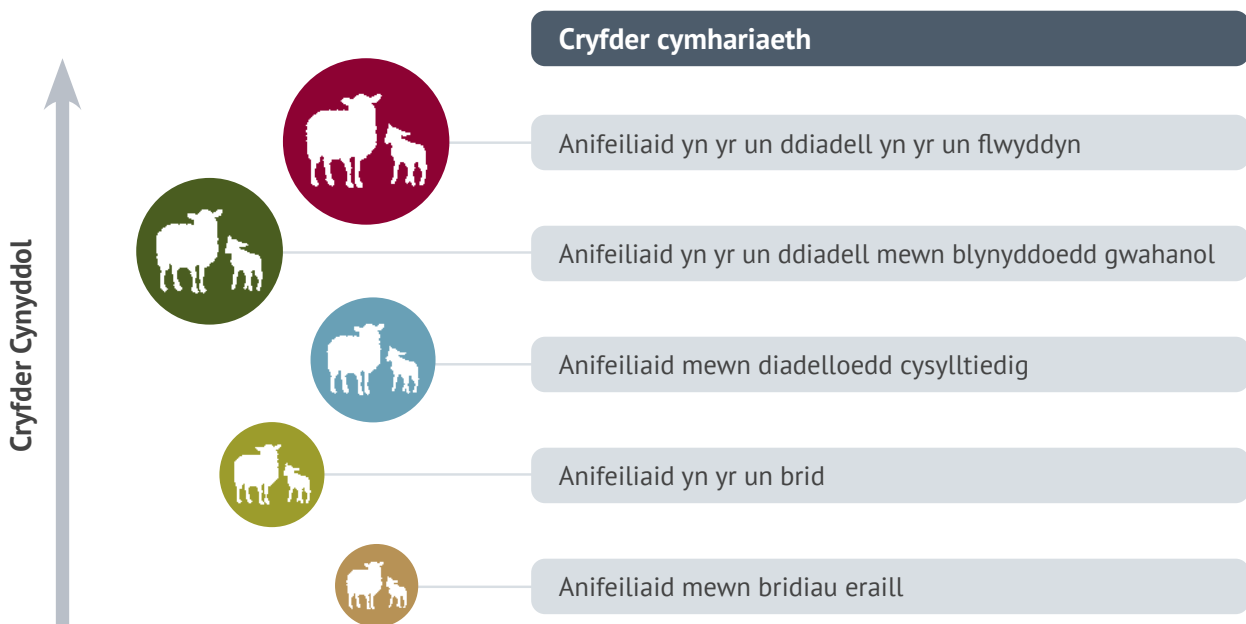 Cryfder cymhariaeth
Anifeiliaid yn yr un ddiadell yn yr un flwyddyn
Anifeiliaid yn yr un ddiadell mewn blynyddoedd gwahanol
Anifeiliaid mewn diadelloedd cysylltiedig
Anifeiliaid yn yr un brid
Anifeiliaid mewn bridiau eraill
Cryfder Cynyddol